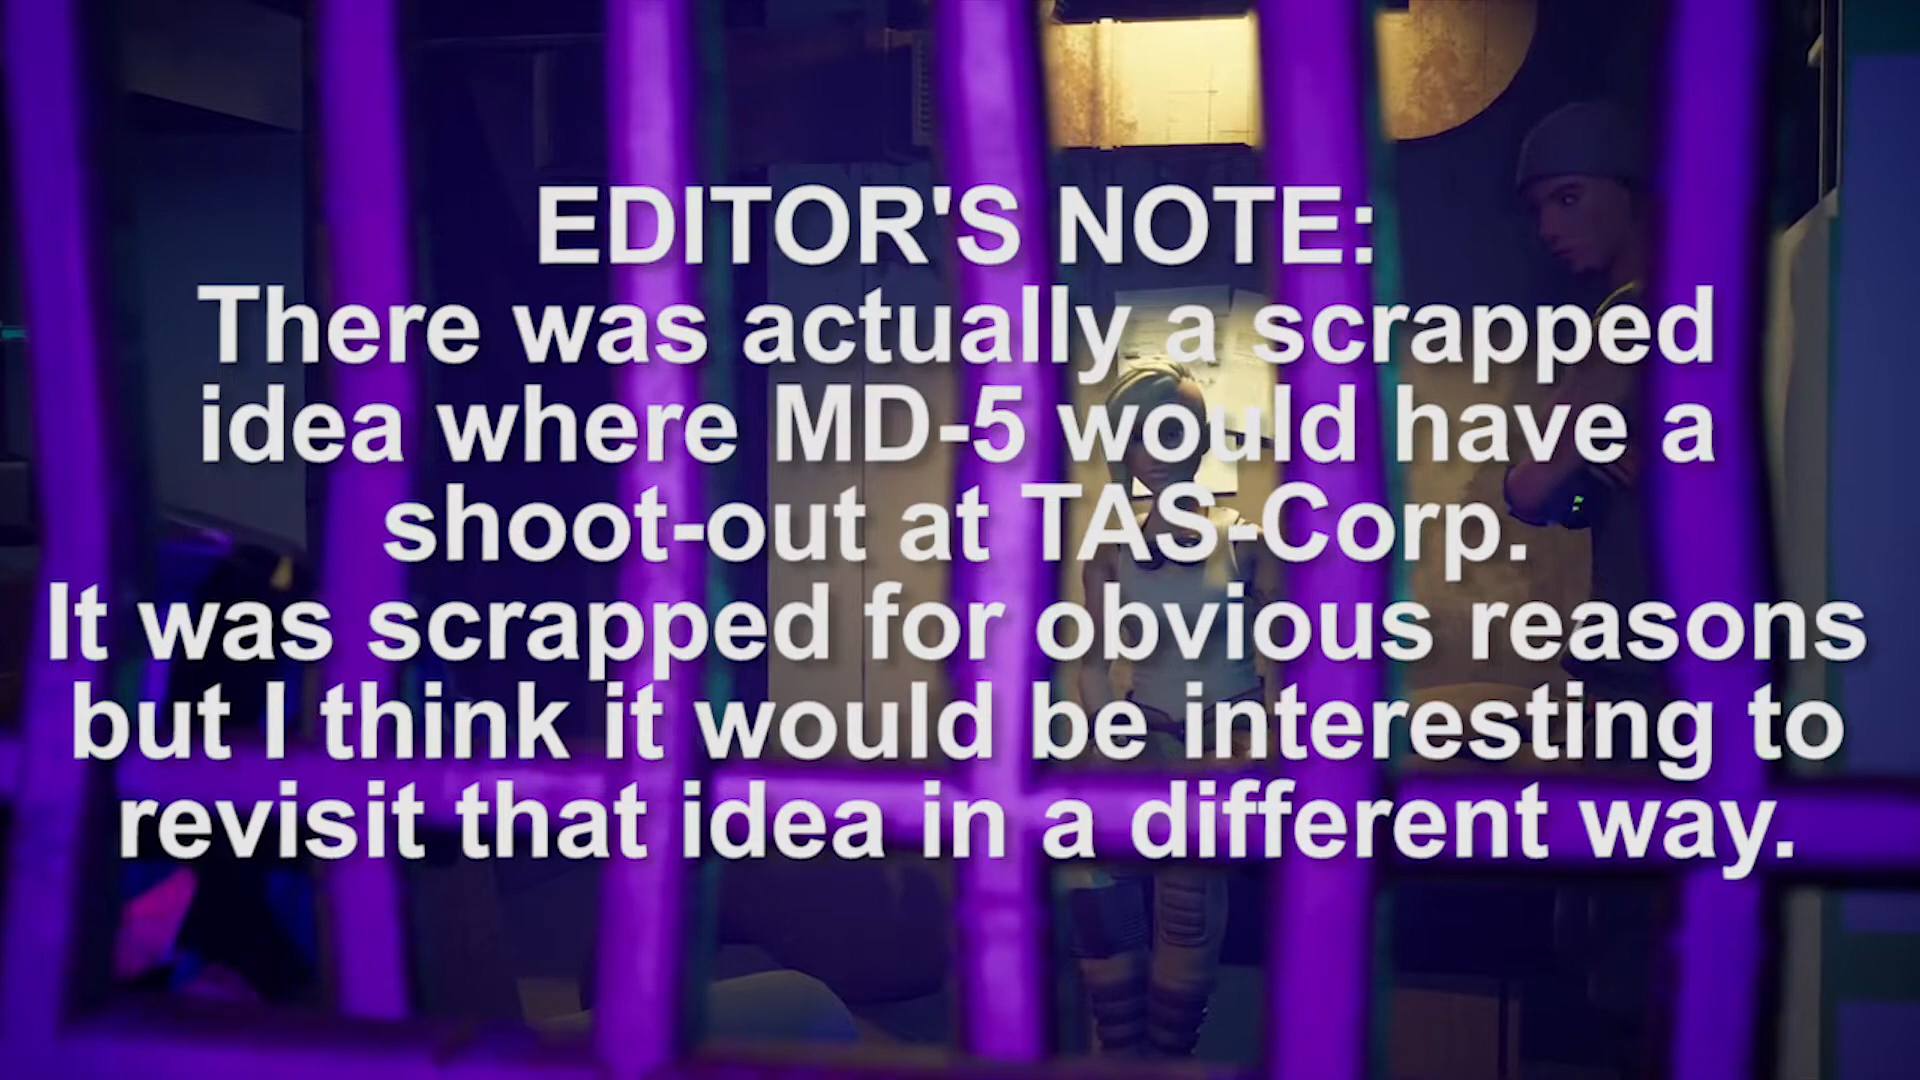 EDITOR'S NOTE:
There was actually a scrapped
idea where MD-5 would have a
shoot-out at TAS-Corp.
It was scrapped for obvious reasons
but I think it would be interesting to
revisit that idea in a different way.